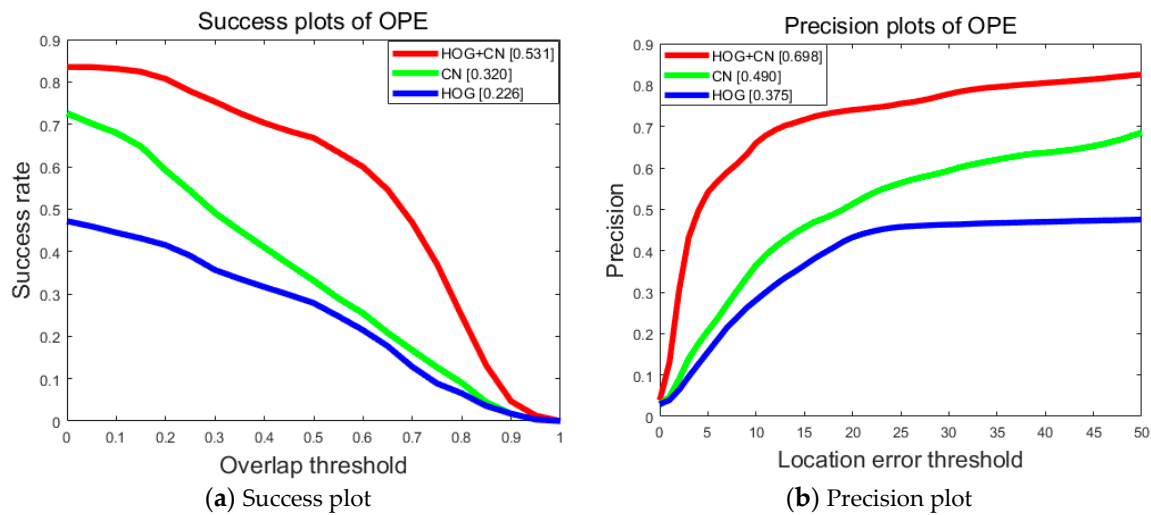 Success plots of OPE
0.9
0.8
0.7
0.6
0.5
0.4
0.3
0.2
0.1
0
Success rate
HOG+CN [0.531]
CN [0.320]
HOG [0.226]
0 0.1 0.2 0.3 0.4 0.5 0.6 0.7 0.8 0.9 1
Overlap threshold
(a) Success plot
Precision plots of OPE
0.9
0.8
0.7
0.6
0.5
0.4
0.3
0.2
0.1
0
Precision
HOG+CN [0.698]
CN [0.490]
HOG [0.375]
0 5 10 15 20 25 30 35 40 45 50
Location error threshold
(b) Precision plot